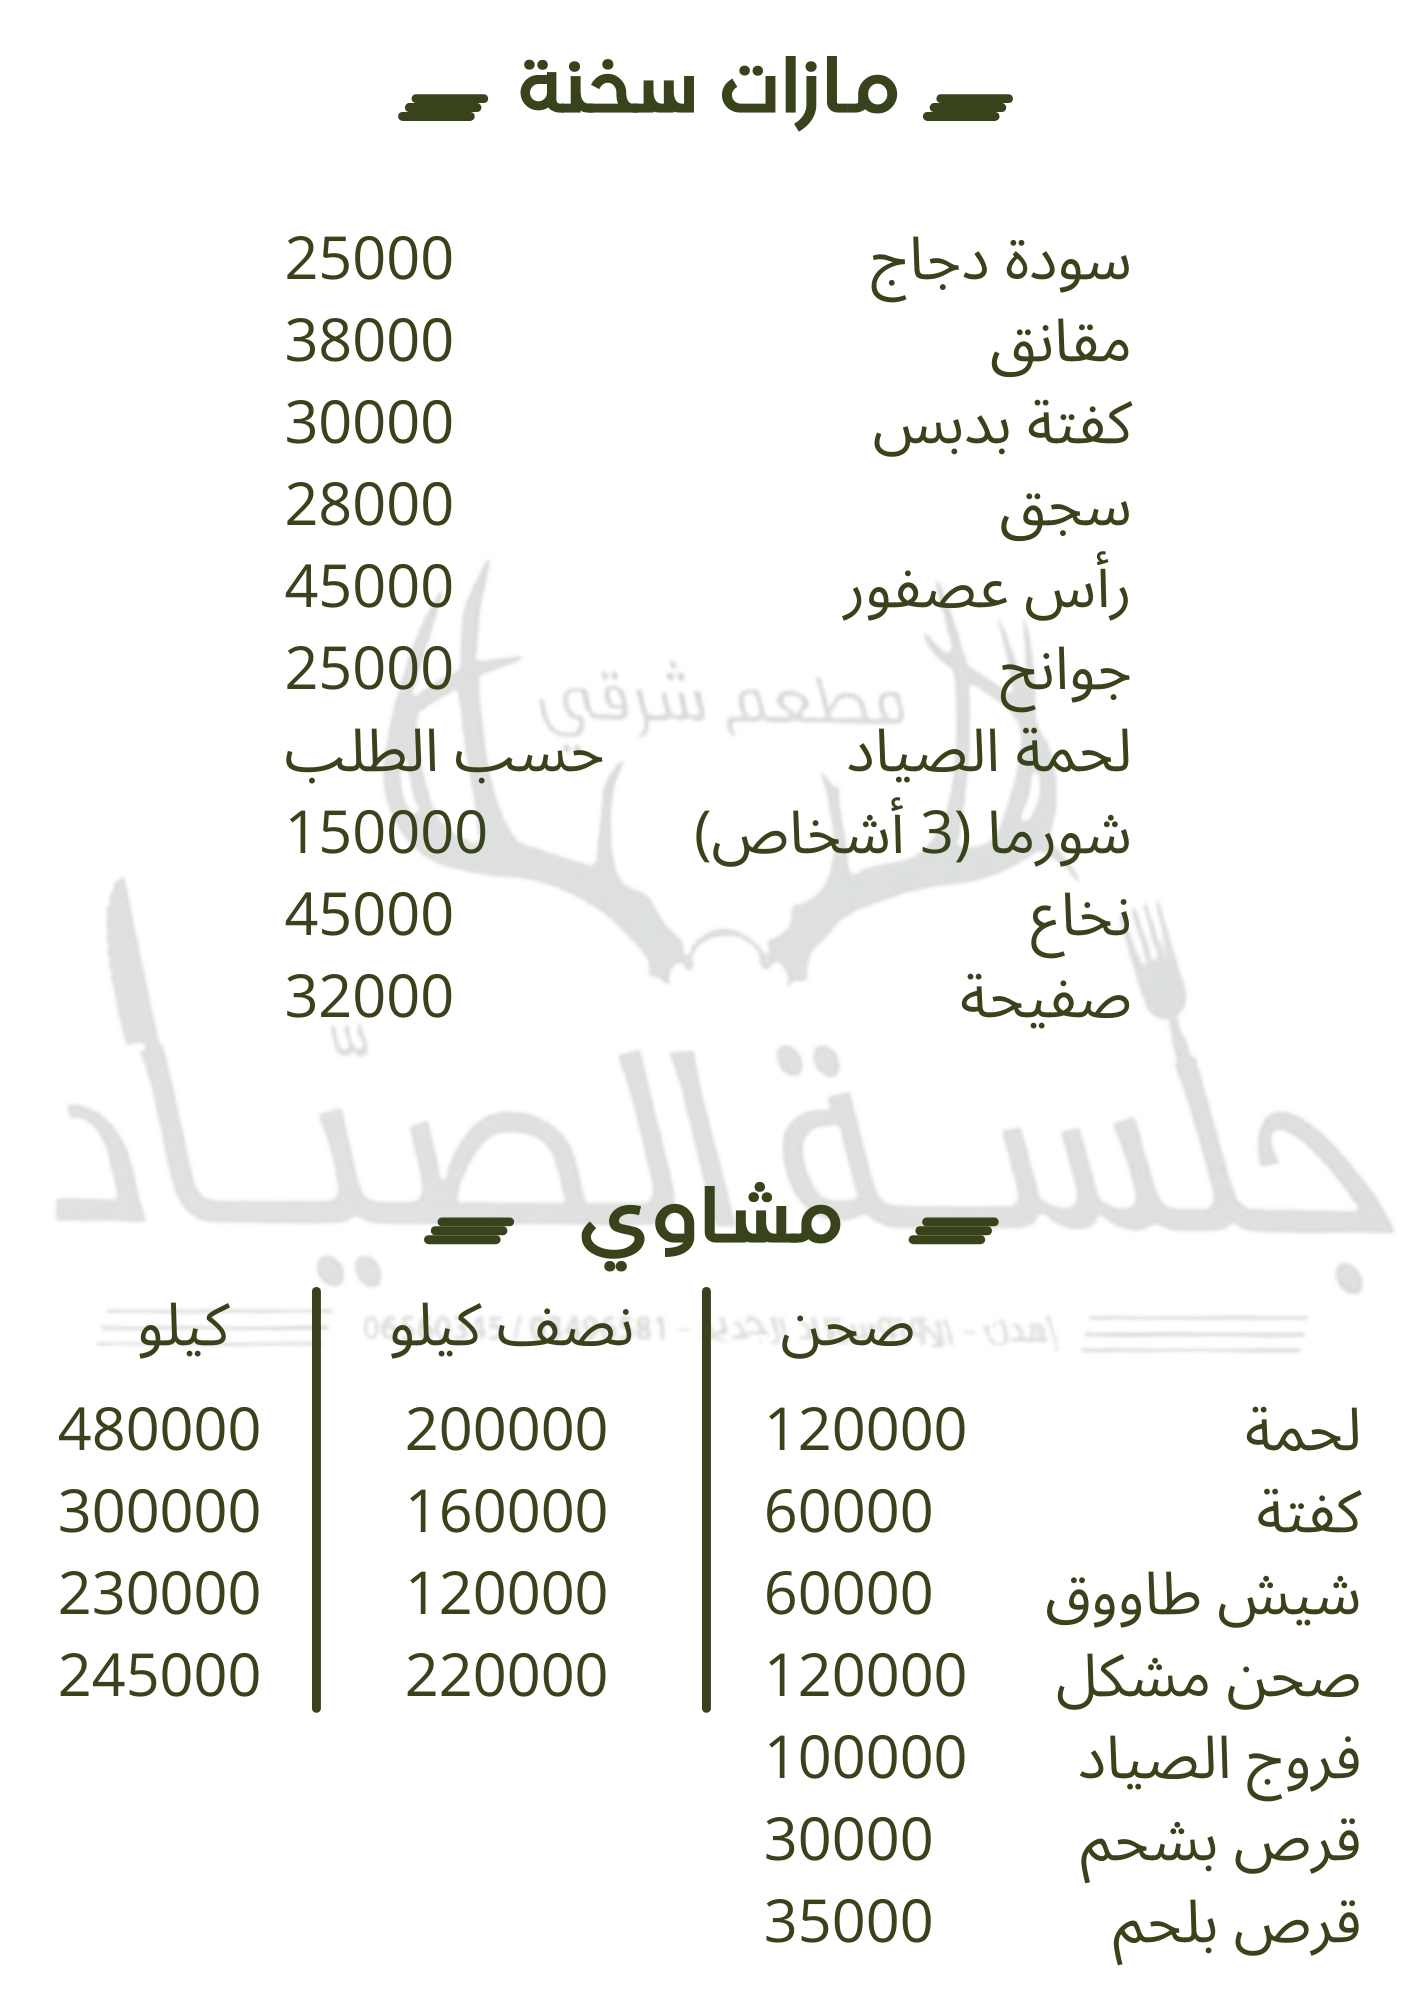 مازات سخنة
سودة دجاج 25000
مقانق 38000
كفتة بدبس 30000
سجق 28000
رأس عصفور 45000
جوانح 25000
مطعم شرقي
لحمة الصياد حسب الطلب
شورما (3 أشخاص) 150000
نخاع 45000
صفيحة 32000
جلسة الصيّاد
مشاوي
صحن نصف كيلو كيلو
لحمة 120000 200000 480000
كفتة 60000 160000 300000
شيش طاووق 60000 120000 230000
صحن مشكل 120000 220000 245000
فروج الصياد 100000
قرص بشحم 30000
قرص بلحم 35000